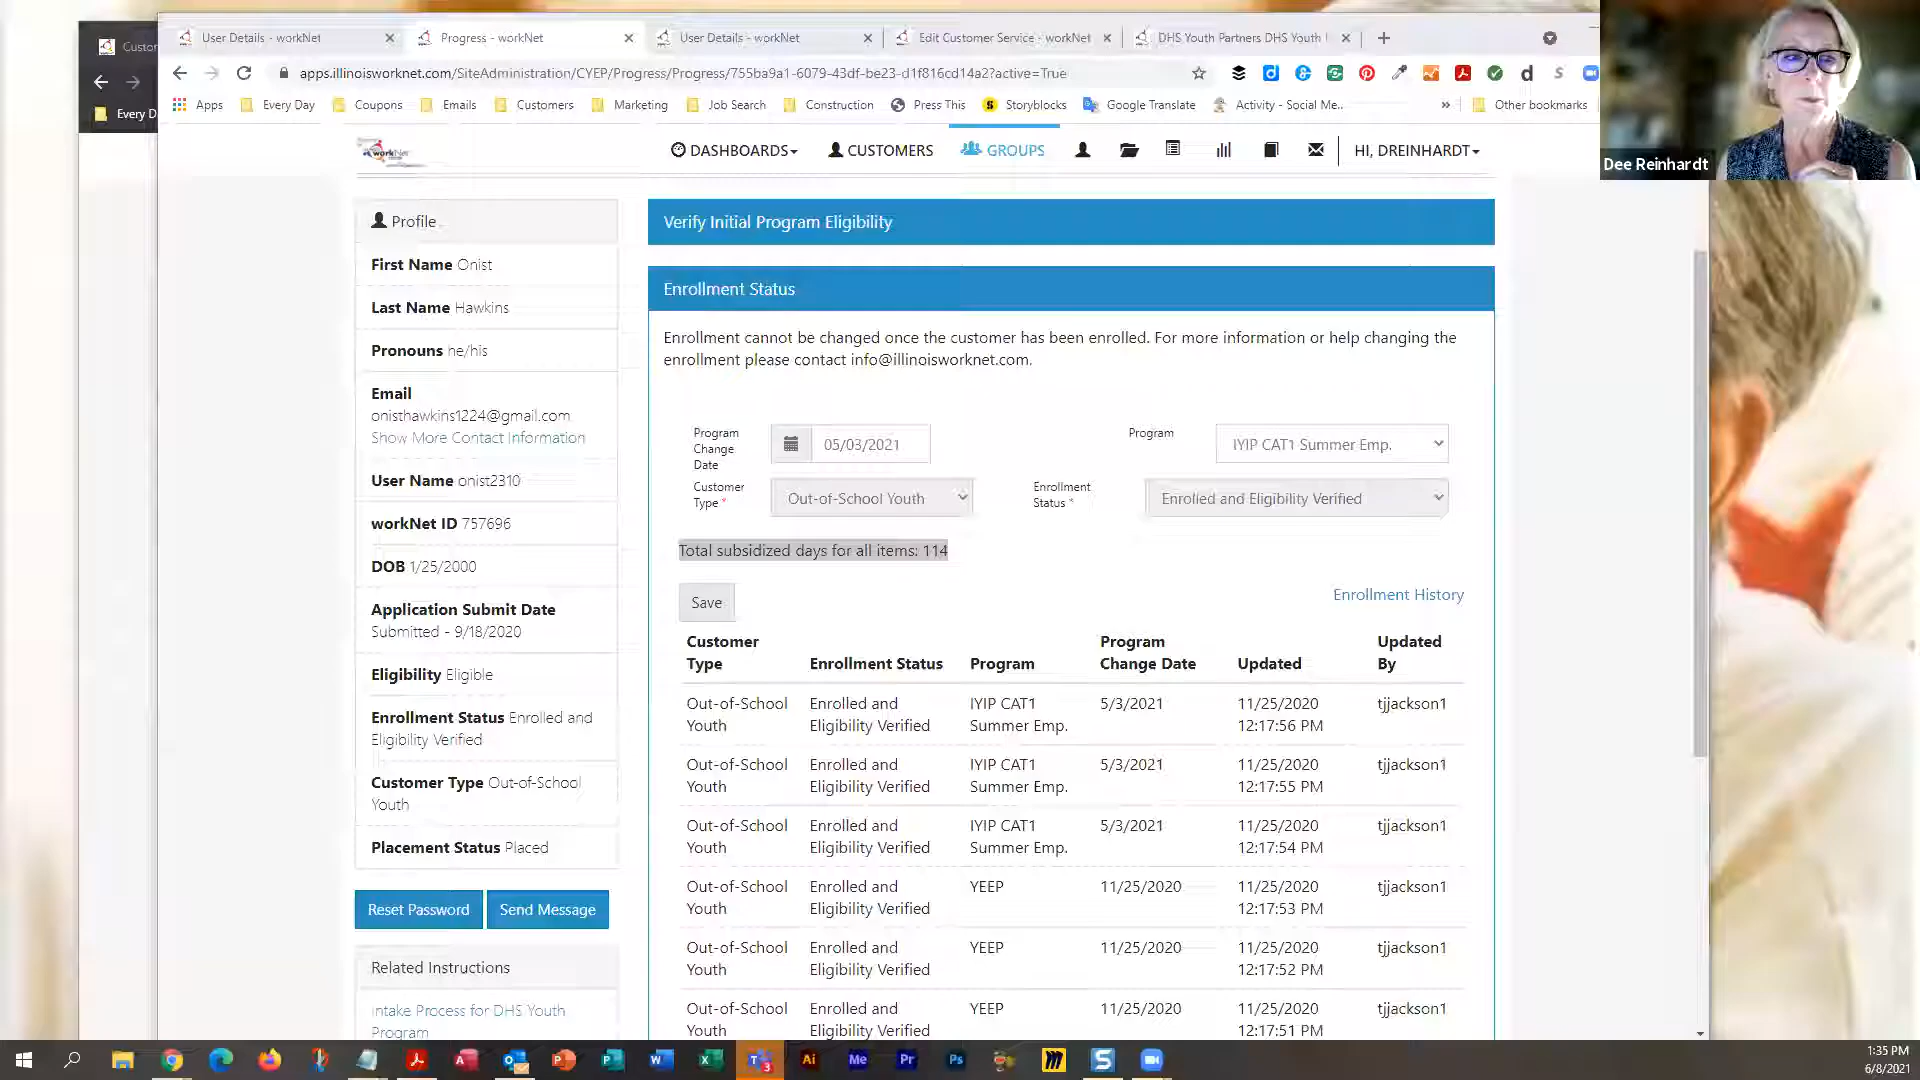 Custo
Every D
User Details - workNet
Progress - workNet
User Details - workNet
Edit Customer Service - workNet
DHS Youth Partners DHS Youth
apps.illinoisworknet.com/SiteAdministration/CYEP/Progress/Progress/755ba9a1-6079-43df-be23-d1f816cd14a2?active=True
Apps Every Day Coupons Emails Customers Marketing Job Search Construction Press This Storyblocks Google Translate Activity - Social Me.. » Other bookmarks
Dee Reinhardt
workNet DASHBOARDS CUSTOMERS GROUPS HI, DREINHARDT
Profile
First Name Onist
Last Name Hawkins
Pronouns he/his
Email
onisthawkins1224@gmail.com
Show More Contact Information
User Name onist2310
workNet ID 757696
DOB 1/25/2000
Application Submit Date
Submitted - 9/18/2020
Eligibility Eligible
Enrollment Status Enrolled and
Eligibility Verified
Customer Type Out-of-School
Youth
Placement Status Placed
Reset Password Send Message
Related Instructions
Intake Process for DHS Youth
Program
Verify Initial Program Eligibility
Enrollment Status
Enrollment cannot be changed once the customer has been enrolled. For more information or help changing the
enrollment please contact info@illinoisworknet.com.
Program
Change
Date
05/03/2021
Program
IYIP CAT1 Summer Emp.
Customer
Type *
Out-of-School Youth
Enrollment
Status *
Enrolled and Eligibility Verified
Total subsidized days for all items: 114
Save
Enrollment History
Customer
Type
Enrollment Status
Program
Program
Change Date
Updated
Updated
By
Out-of-School Enrolled and IYIP CAT1 5/3/2021 11/25/2020 tjjackson1
Youth Eligibility Verified Summer Emp. 12:17:56 PM
Out-of-School Enrolled and IYIP CAT1 5/3/2021 11/25/2020 tjjackson1
Youth Eligibility Verified Summer Emp. 12:17:55 PM
Out-of-School Enrolled and IYIP CAT1 5/3/2021 11/25/2020 tjjackson1
Youth Eligibility Verified Summer Emp. 12:17:54 PM
Out-of-School Enrolled and YEEP 11/25/2020 11/25/2020 tjjackson1
Youth Eligibility Verified 12:17:53 PM
Out-of-School Enrolled and YEEP 11/25/2020 11/25/2020 tjjackson1
Youth Eligibility Verified 12:17:52 PM
Out-of-School Enrolled and YEEP 11/25/2020 11/25/2020 tjjackson1
Youth Eligibility Verified 12:17:51 PM
1:35 PM
6/8/2021